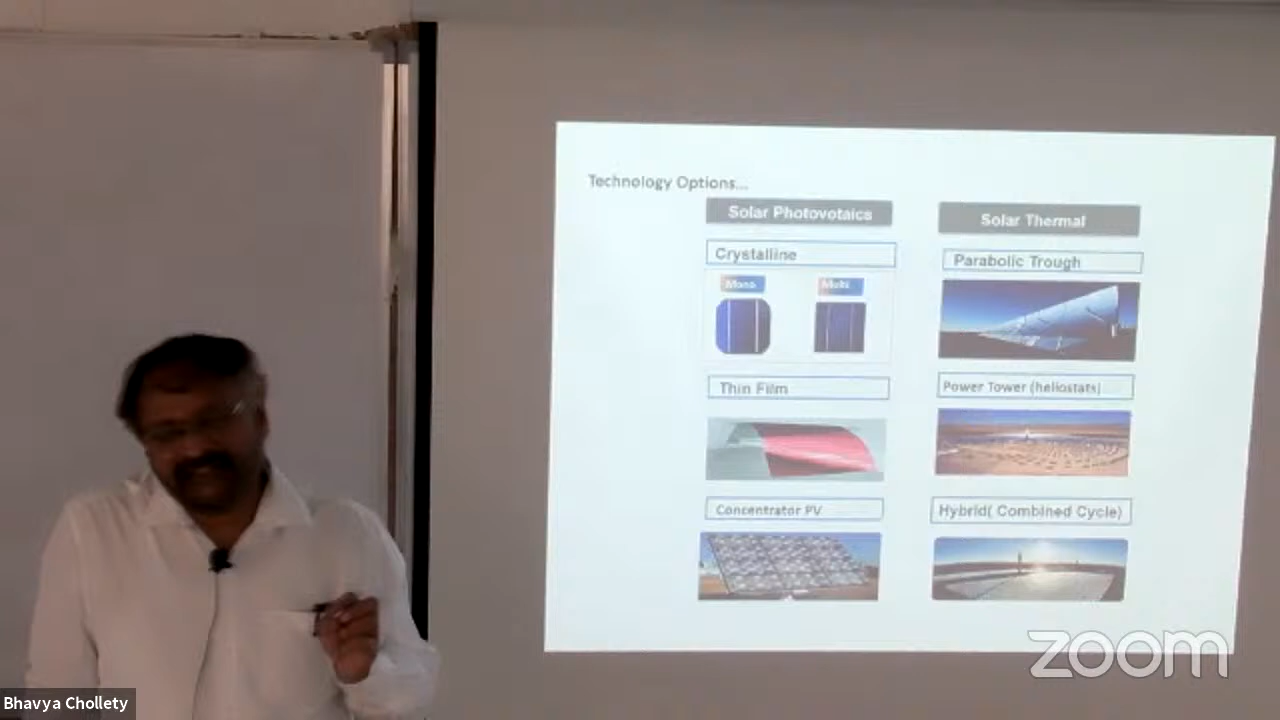 Technology Options...
Solar Photovotaics
Crystalline
Mono
Multi
Thin Film
Concentrator PV
Solar Thermal
Parabolic Trough
Power Tower (heliostats)
Hybrid( Combined Cycle)
zoom
Bhavya Chollety